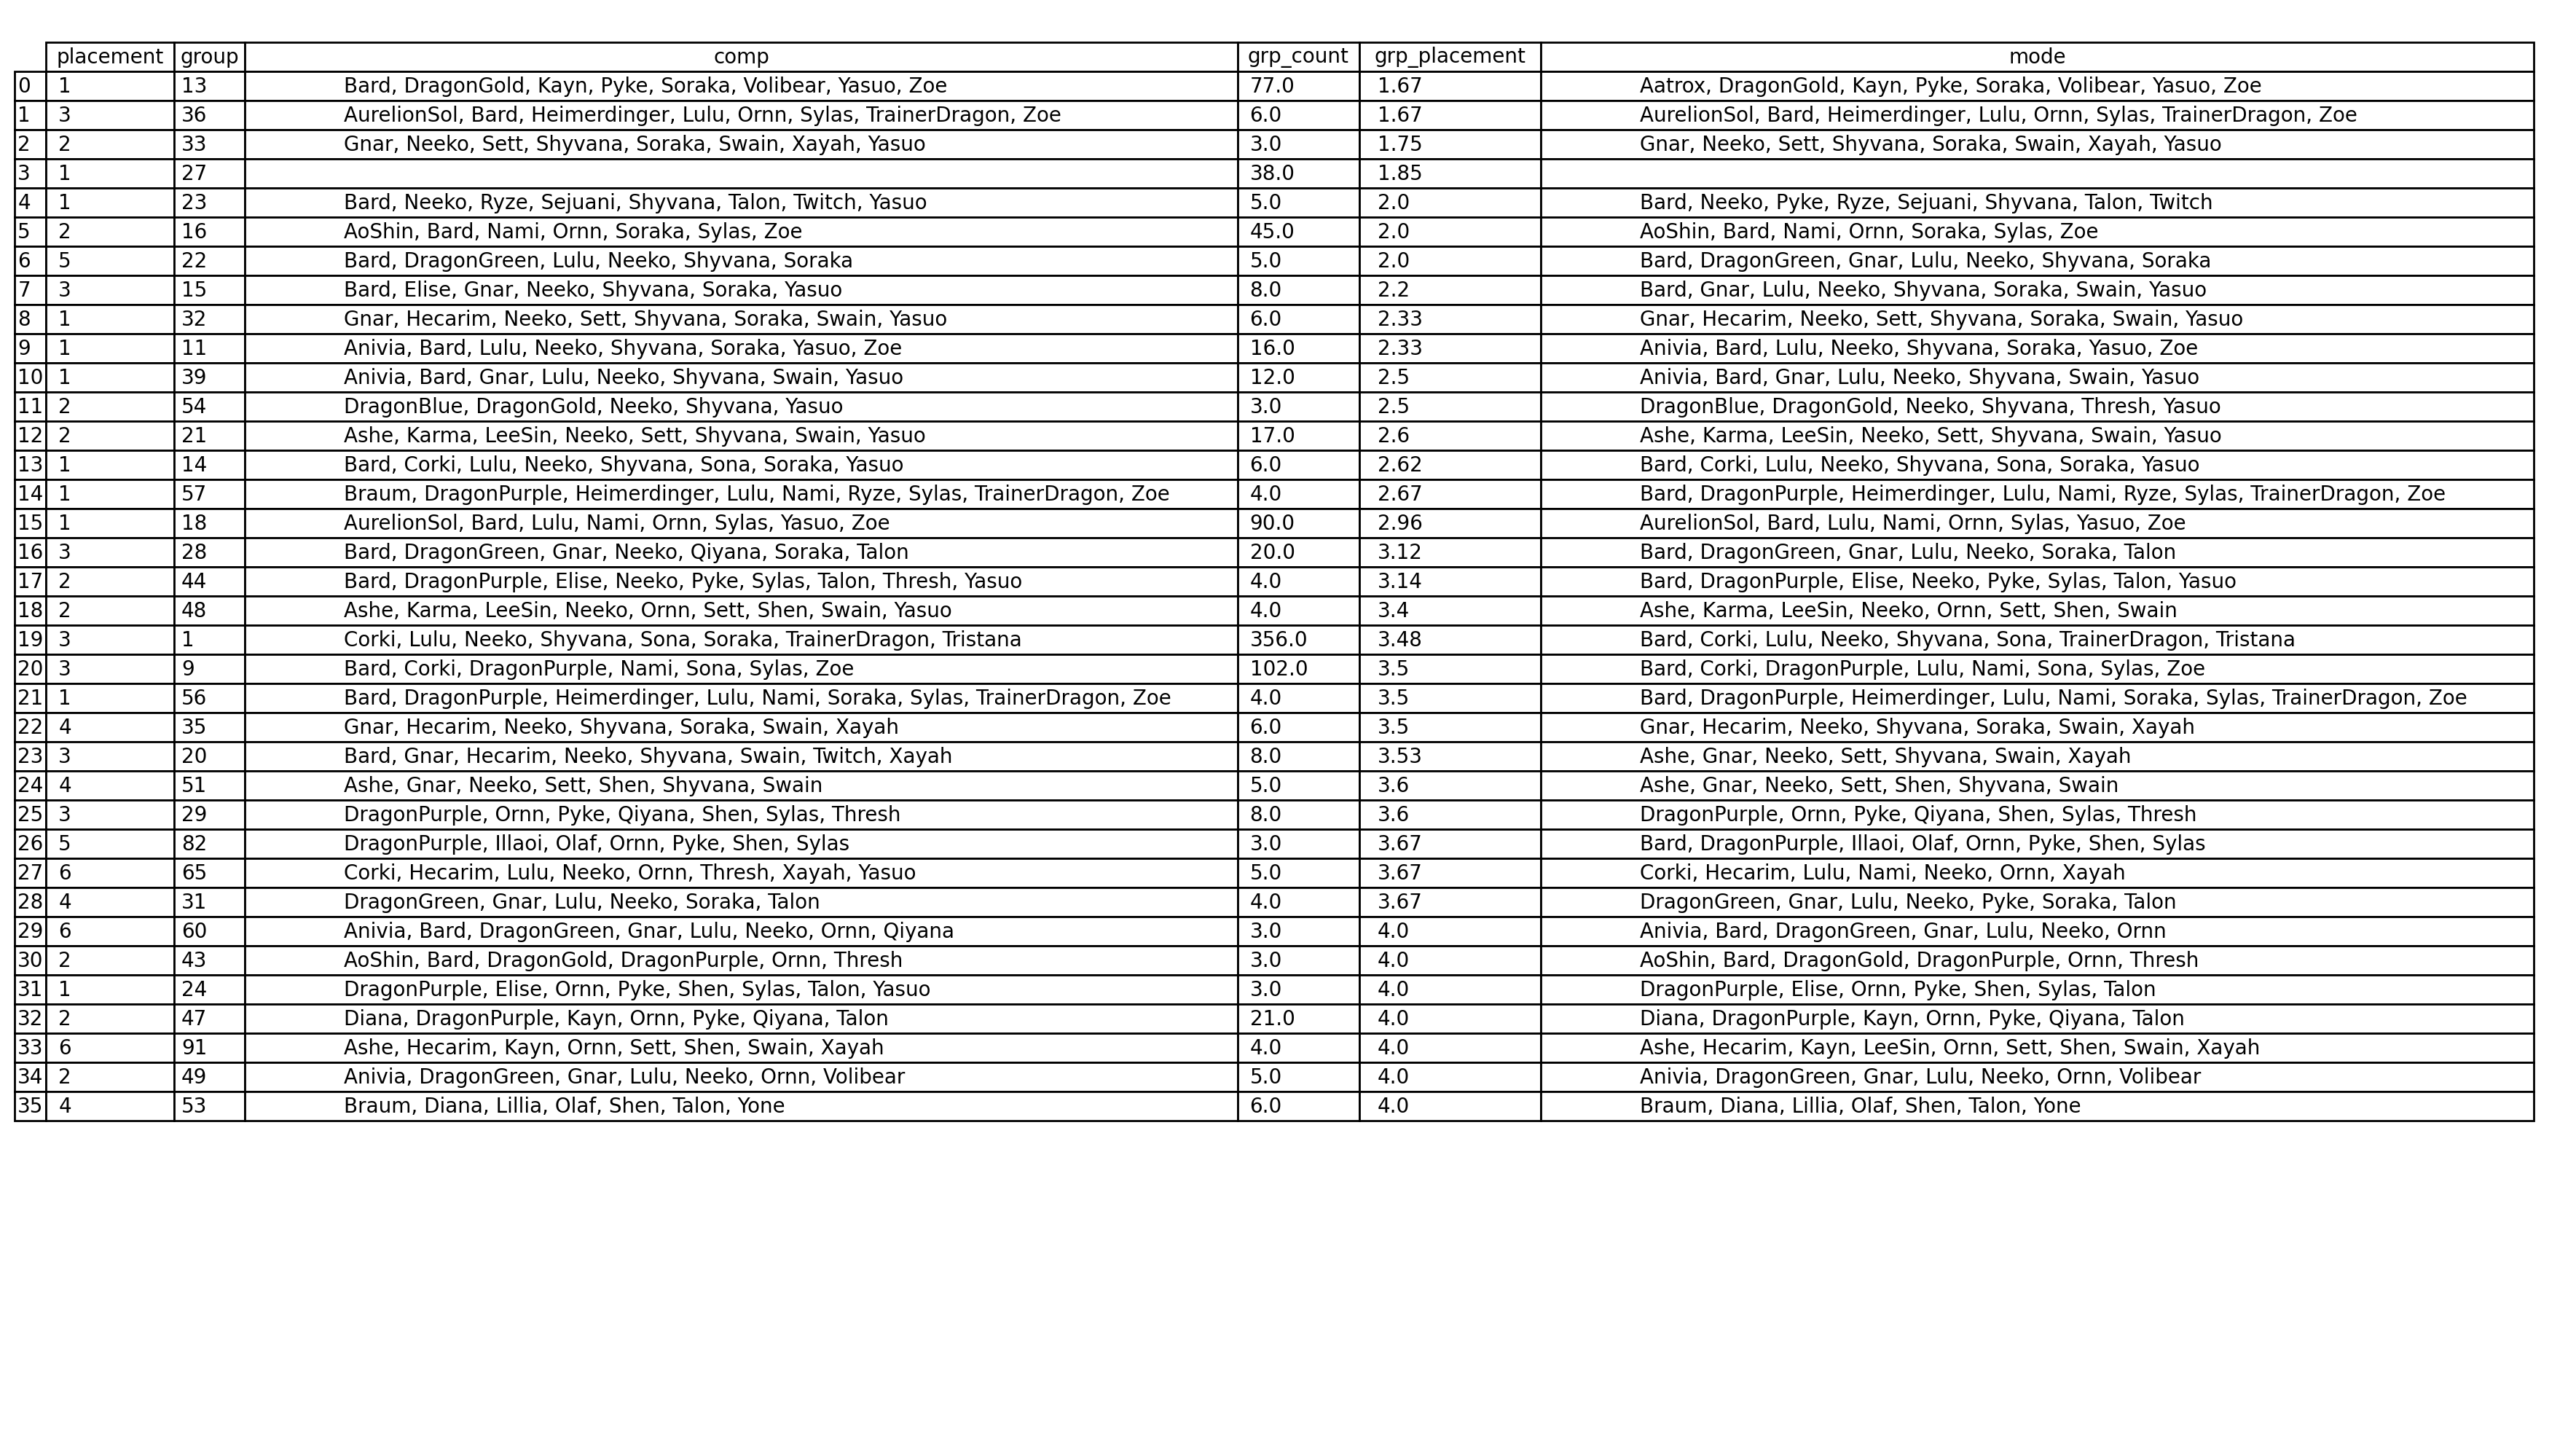 placement group comp grp_count grp_placement mode
0 1 13 Bard, DragonGold, Kayn, Pyke, Soraka, Volibear, Yasuo, Zoe 77.0 1.67 Aatrox, DragonGold, Kayn, Pyke, Soraka, Volibear, Yasuo, Zoe
1 3 36 AurelionSol, Bard, Heimerdinger, Lulu, Ornn, Sylas, TrainerDragon, Zoe 6.0 1.67 AurelionSol, Bard, Heimerdinger, Lulu, Ornn, Sylas, TrainerDragon, Zoe
2 2 33 Gnar, Neeko, Sett, Shyvana, Soraka, Swain, Xayah, Yasuo 3.0 1.75 Gnar, Neeko, Sett, Shyvana, Soraka, Swain, Xayah, Yasuo
3 1 27 38.0 1.85
4 1 23 Bard, Neeko, Ryze, Sejuani, Shyvana, Talon, Twitch, Yasuo 5.0 2.0 Bard, Neeko, Pyke, Ryze, Sejuani, Shyvana, Talon, Twitch
5 2 16 AoShin, Bard, Nami, Ornn, Soraka, Sylas, Zoe 45.0 2.0 AoShin, Bard, Nami, Ornn, Soraka, Sylas, Zoe
6 5 22 Bard, DragonGreen, Lulu, Neeko, Shyvana, Soraka 5.0 2.0 Bard, DragonGreen, Gnar, Lulu, Neeko, Shyvana, Soraka
7 3 15 Bard, Elise, Gnar, Neeko, Shyvana, Soraka, Yasuo 8.0 2.2 Bard, Gnar, Lulu, Neeko, Shyvana, Soraka, Swain, Yasuo
8 1 32 Gnar, Hecarim, Neeko, Sett, Shyvana, Soraka, Swain, Yasuo 6.0 2.33 Gnar, Hecarim, Neeko, Sett, Shyvana, Soraka, Swain, Yasuo
9 1 11 Anivia, Bard, Lulu, Neeko, Shyvana, Soraka, Yasuo, Zoe 16.0 2.33 Anivia, Bard, Lulu, Neeko, Shyvana, Soraka, Yasuo, Zoe
10 1 39 Anivia, Bard, Gnar, Lulu, Neeko, Shyvana, Swain, Yasuo 12.0 2.5 Anivia, Bard, Gnar, Lulu, Neeko, Shyvana, Swain, Yasuo
11 2 54 DragonBlue, DragonGold, Neeko, Shyvana, Yasuo 3.0 2.5 DragonBlue, DragonGold, Neeko, Shyvana, Thresh, Yasuo
12 2 21 Ashe, Karma, LeeSin, Neeko, Sett, Shyvana, Swain, Yasuo 17.0 2.6 Ashe, Karma, LeeSin, Neeko, Sett, Shyvana, Swain, Yasuo
13 1 14 Bard, Corki, Lulu, Neeko, Shyvana, Sona, Soraka, Yasuo 6.0 2.62 Bard, Corki, Lulu, Neeko, Shyvana, Sona, Soraka, Yasuo
14 1 57 Braum, DragonPurple, Heimerdinger, Lulu, Nami, Ryze, Sylas, TrainerDragon, Zoe 4.0 2.67 Bard, DragonPurple, Heimerdinger, Lulu, Nami, Ryze, Sylas, TrainerDragon, Zoe
15 1 18 AurelionSol, Bard, Lulu, Nami, Ornn, Sylas, Yasuo, Zoe 90.0 2.96 AurelionSol, Bard, Lulu, Nami, Ornn, Sylas, Yasuo, Zoe
16 3 28 Bard, DragonGreen, Gnar, Neeko, Qiyana, Soraka, Talon 20.0 3.12 Bard, DragonGreen, Gnar, Lulu, Neeko, Soraka, Talon
17 2 44 Bard, DragonPurple, Elise, Neeko, Pyke, Sylas, Talon, Thresh, Yasuo 4.0 3.14 Bard, DragonPurple, Elise, Neeko, Pyke, Sylas, Talon, Yasuo
18 2 48 Ashe, Karma, LeeSin, Neeko, Ornn, Sett, Shen, Swain, Yasuo 4.0 3.4 Ashe, Karma, LeeSin, Neeko, Ornn, Sett, Shen, Swain
19 3 1 Corki, Lulu, Neeko, Shyvana, Sona, Soraka, TrainerDragon, Tristana 356.0 3.48 Bard, Corki, Lulu, Neeko, Shyvana, Sona, TrainerDragon, Tristana
20 3 9 Bard, Corki, DragonPurple, Nami, Sona, Sylas, Zoe 102.0 3.5 Bard, Corki, DragonPurple, Lulu, Nami, Sona, Sylas, Zoe
21 1 56 Bard, DragonPurple, Heimerdinger, Lulu, Nami, Soraka, Sylas, TrainerDragon, Zoe 4.0 3.5 Bard, DragonPurple, Heimerdinger, Lulu, Nami, Soraka, Sylas, TrainerDragon, Zoe
22 4 35 Gnar, Hecarim, Neeko, Shyvana, Soraka, Swain, Xayah 6.0 3.5 Gnar, Hecarim, Neeko, Shyvana, Soraka, Swain, Xayah
23 3 20 Bard, Gnar, Hecarim, Neeko, Shyvana, Swain, Twitch, Xayah 8.0 3.53 Ashe, Gnar, Neeko, Sett, Shyvana, Swain, Xayah
24 4 51 Ashe, Gnar, Neeko, Sett, Shen, Shyvana, Swain 5.0 3.6 Ashe, Gnar, Neeko, Sett, Shen, Shyvana, Swain
25 3 29 DragonPurple, Ornn, Pyke, Qiyana, Shen, Sylas, Thresh 8.0 3.6 DragonPurple, Ornn, Pyke, Qiyana, Shen, Sylas, Thresh
26 5 82 DragonPurple, Illaoi, Olaf, Ornn, Pyke, Shen, Sylas 3.0 3.67 Bard, DragonPurple, Illaoi, Olaf, Ornn, Pyke, Shen, Sylas
27 6 65 Corki, Hecarim, Lulu, Neeko, Ornn, Thresh, Xayah, Yasuo 5.0 3.67 Corki, Hecarim, Lulu, Nami, Neeko, Ornn, Xayah
28 4 31 DragonGreen, Gnar, Lulu, Neeko, Soraka, Talon 4.0 3.67 DragonGreen, Gnar, Lulu, Neeko, Pyke, Soraka, Talon
29 6 60 Anivia, Bard, DragonGreen, Gnar, Lulu, Neeko, Ornn, Qiyana 3.0 4.0 Anivia, Bard, DragonGreen, Gnar, Lulu, Neeko, Ornn
30 2 43 AoShin, Bard, DragonGold, DragonPurple, Ornn, Thresh 3.0 4.0 AoShin, Bard, DragonGold, DragonPurple, Ornn, Thresh
31 1 24 DragonPurple, Elise, Ornn, Pyke, Shen, Sylas, Talon, Yasuo 3.0 4.0 DragonPurple, Elise, Ornn, Pyke, Shen, Sylas, Talon
32 2 47 Diana, DragonPurple, Kayn, Ornn, Pyke, Qiyana, Talon 21.0 4.0 Diana, DragonPurple, Kayn, Ornn, Pyke, Qiyana, Talon
33 6 91 Ashe, Hecarim, Kayn, Ornn, Sett, Shen, Swain, Xayah 4.0 4.0 Ashe, Hecarim, Kayn, LeeSin, Ornn, Sett, Shen, Swain, Xayah
34 2 49 Anivia, DragonGreen, Gnar, Lulu, Neeko, Ornn, Volibear 5.0 4.0 Anivia, DragonGreen, Gnar, Lulu, Neeko, Ornn, Volibear
35 4 53 Braum, Diana, Lillia, Olaf, Shen, Talon, Yone 6.0 4.0 Braum, Diana, Lillia, Olaf, Shen, Talon, Yone